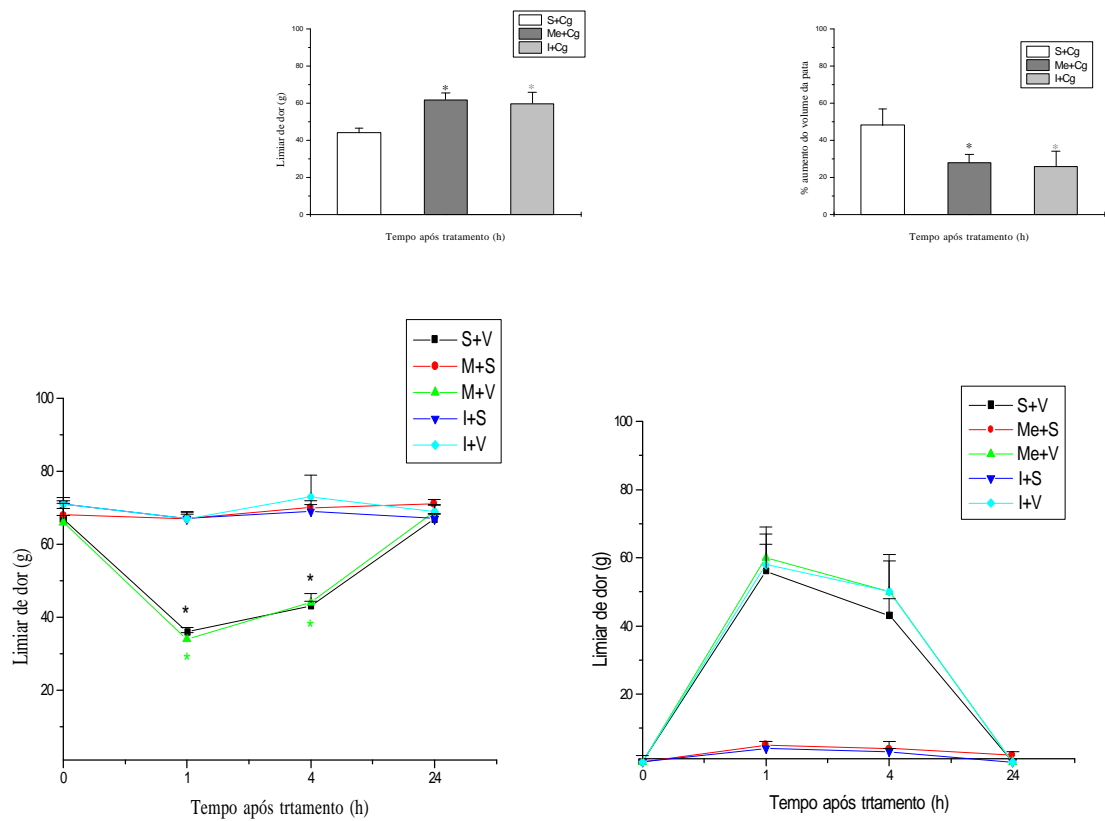 S+Cg
Me+Cg
I+Cg
100
80
60
40
20
0
Limiar de dor (g)
*
*
Tempo após tratamento (h)
S+Cg
Me+Cg
I+Cg
100
80
60
40
20
0
% aumento do volume da pata
*
*
Tempo após tratamento (h)
S+V
M+S
M+V
I+S
I+V
100
80
60
40
20
Limiar de dor (g)
*
*
*
*
0
1
4
24
Tempo após trtamento (h)
S+V
Me+S
Me+V
I+S
I+V
100
80
60
40
20
Limiar de dor (g)
0
1
4
24
Tempo após trtamento (h)